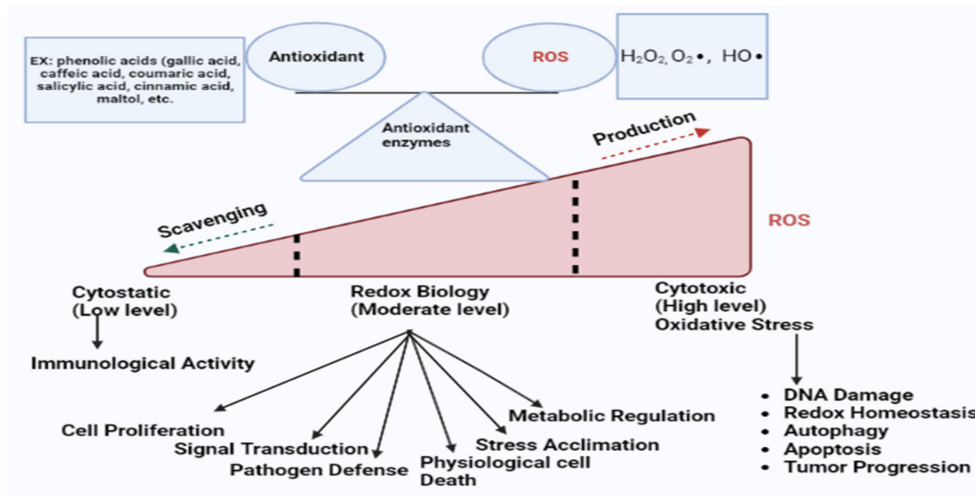 EX: phenolic acids (gallic acid,
caffeic acid, coumaric acid,
salicylic acid, cinnamic acid,
maltol, etc.
Antioxidant
ROS
H₂O₂, O₂•, HO•
Antioxidant
enzymes
Production
Scavenging
ROS
Cytostatic
(Low level)
Immunological Activity
Redox Biology
(Moderate level)
Cell Proliferation
Signal Transduction
Pathogen Defense
Physiological cell
Death
Stress Acclimation
Metabolic Regulation
Cytotoxic
(High level)
Oxidative Stress
• DNA Damage
• Redox Homeostasis
• Autophagy
• Apoptosis
• Tumor Progression